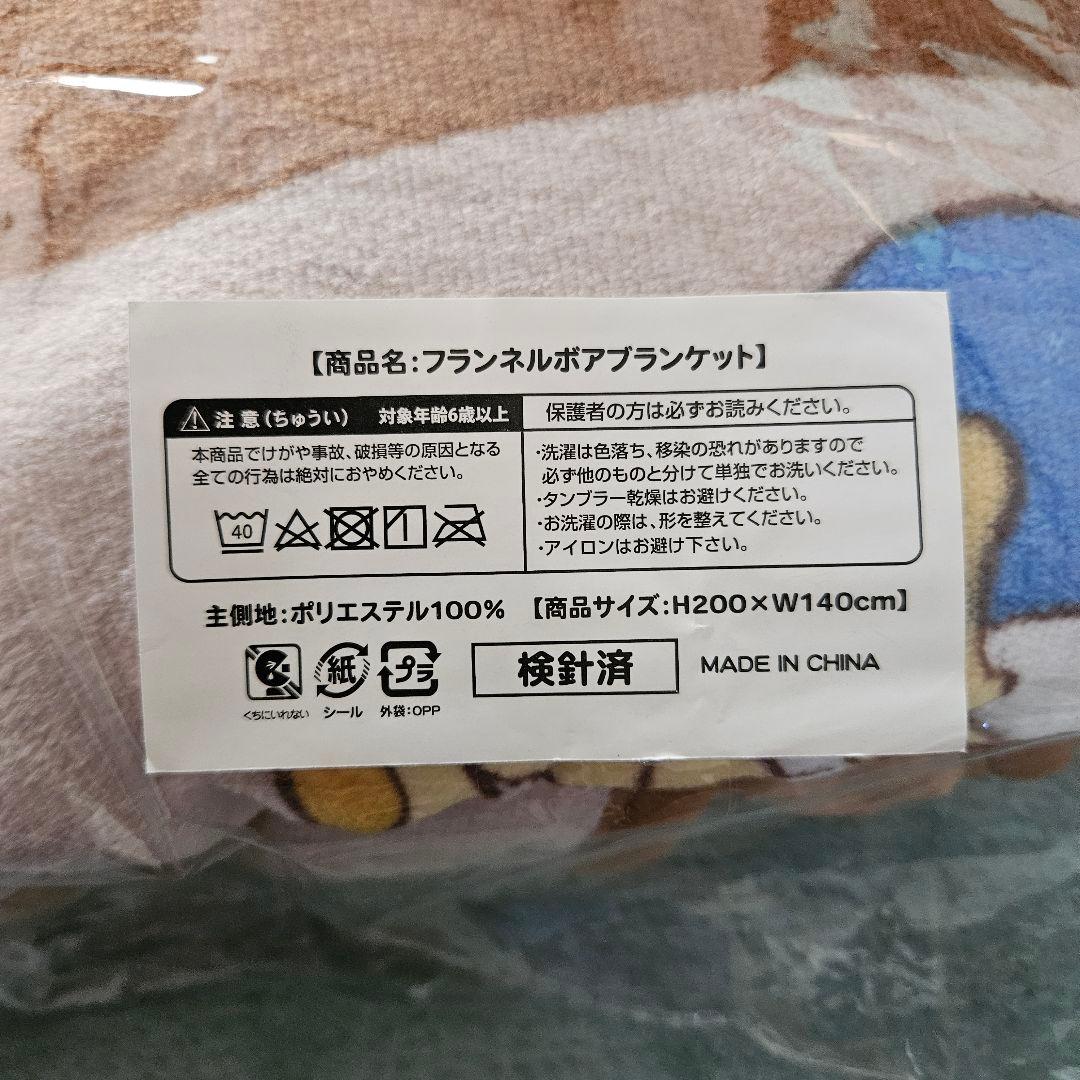 【商品名:フランネルボアブランケット】
注意(ちゅうい) 対象年齢6歳以上
本商品でけがや事故、破損等の原因となる
全ての行為は絶対におやめください。
40
保護者の方は必ずお読みください。
・洗濯は色落ち、移染の恐れがありますので
必ず他のものと分けて単独でお洗いください。
・タンブラー乾燥はお避けください。
・お洗濯の際は、形を整えてください。
・アイロンはお避け下さい。
主側地:ポリエステル100% 【商品サイズ:H200×W140cm】
くちにいれない
紙
シール
プラ
外袋:OPP
検針済
MADE IN CHINA